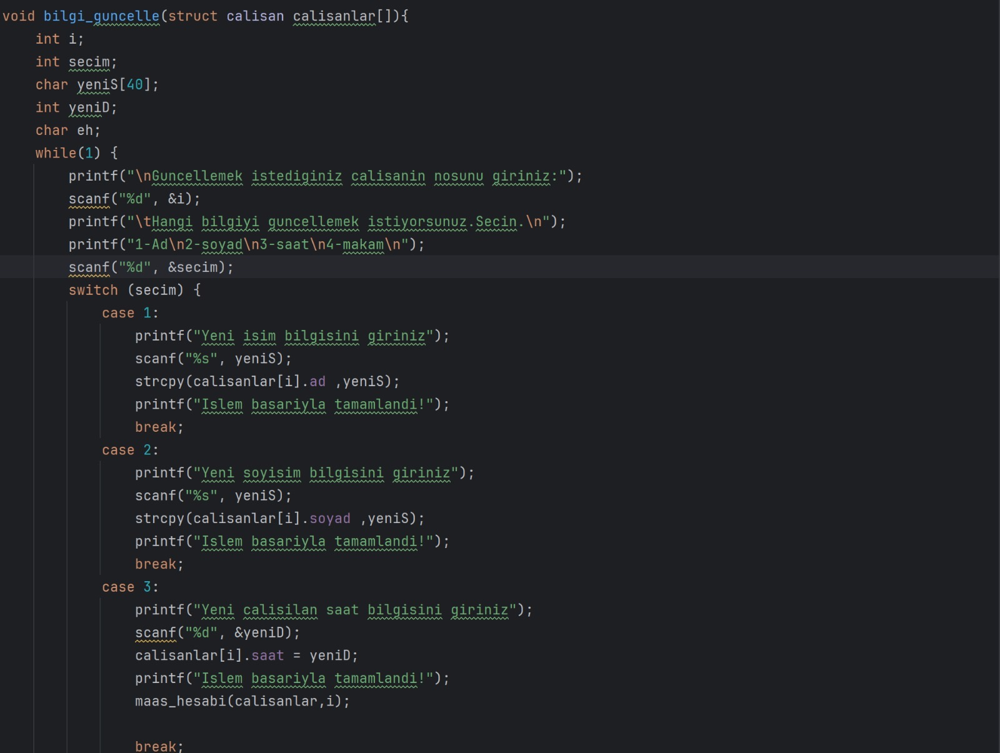 void bilgi_guncelle(struct calisan calisanlar[]){
    int i;
    int secim;
    char yeniS[40];
    int yeniD;
    char eh;
    while(1) {
        printf("\nGuncellemek istediginiz calisanin nosunu giriniz:");
        scanf("%d", &i);
        printf("\tHangi bilgiyi guncellemek istiyorsunuz.Secin.\n");
        printf("1-Ad\n2-soyad\n3-saat\n4-makam\n");
        scanf("%d", &secim);
        switch (secim) {
            case 1:
                printf("Yeni isim bilgisini giriniz");
                scanf("%s", yeniS);
                strcpy(calisanlar[i].ad ,yeniS);
                printf("Islem basariyla tamamlandi!");
                break;
            case 2:
                printf("Yeni soyisim bilgisini giriniz");
                scanf("%s", yeniS);
                strcpy(calisanlar[i].soyad ,yeniS);
                printf("Islem basariyla tamamlandi!");
                break;
            case 3:
                printf("Yeni calisilan saat bilgisini giriniz");
                scanf("%d", &yeniD);
                calisanlar[i].saat = yeniD;
                printf("Islem basariyla tamamlandi!");
                maas_hesabi(calisanlar,i);

                break;